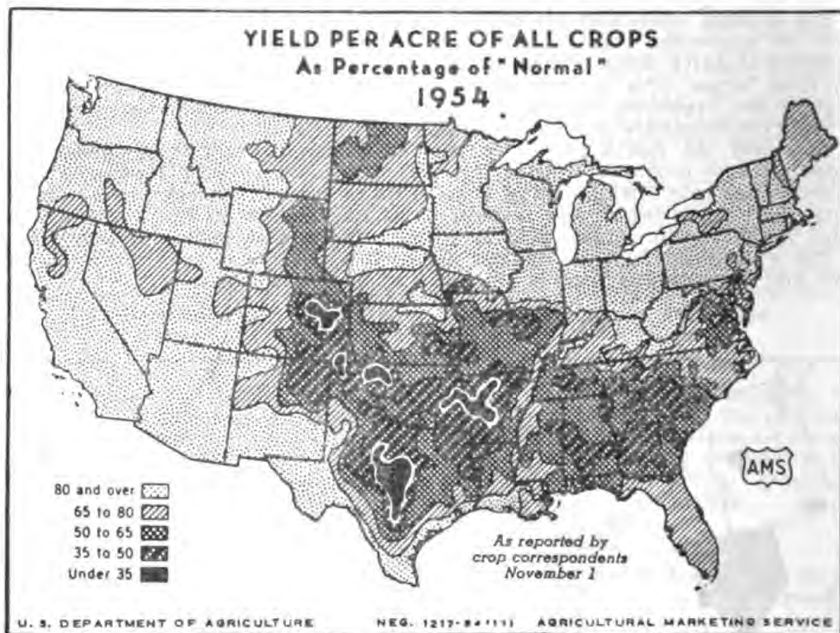 YIELD PER ACRE OF ALL CROPS
As Percentage of "Normal"
1954
80 and over
65 to 80
50 to 65
35 to 50
Under 35
AMS
As reported by
crop correspondents
November 1
U. S. DEPARTMENT OF AGRICULTURE NEG. AGRICULTURAL MARKETING SERVICE